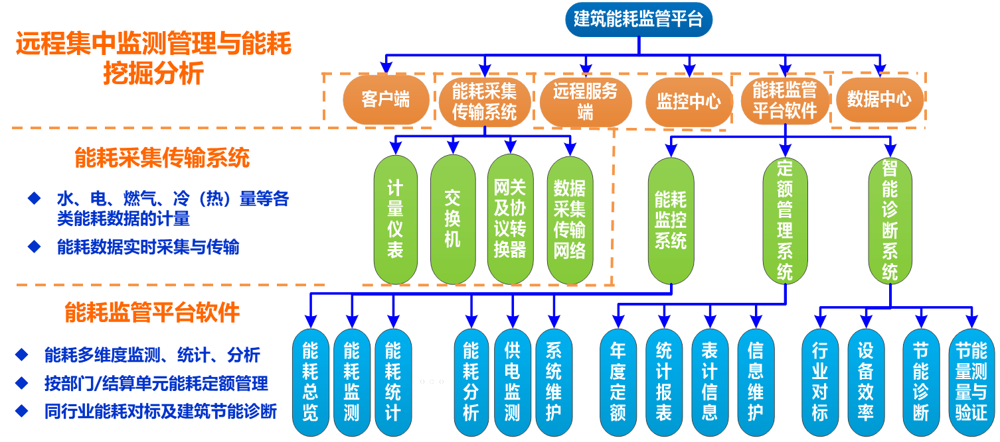 建筑能耗监管平台
远程集中监测管理与能耗
挖掘分析
客户端
能耗采集
传输系统
远程服务
端
监控中心
能耗监管
平台软件
数据中心
能耗采集传输系统
水、电、燃气、冷（热）量等各
类能耗数据的计量
能耗数据实时采集与传输
计
量
仪
表
交
换
机
网关
及协
议转
换器
数据
采集
传输
网络
能耗
监控
系统
定
额
管
理
系
统
智
能
诊
断
系
统
能耗监管平台软件
能耗多维度监测、统计、分析
按部门/结算单元能耗定额管理
同行业能耗对标及建筑节能诊断
能
耗
总
览
能
耗
监
测
能
耗
统
计
能
耗
分
析
供
电
监
测
系
统
维
护
年
度
定
额
统
计
报
表
表
计
信
息
信
息
维
护
行
业
对
标
设
备
效
率
节
能
诊
断
节能
量测
量与
验证